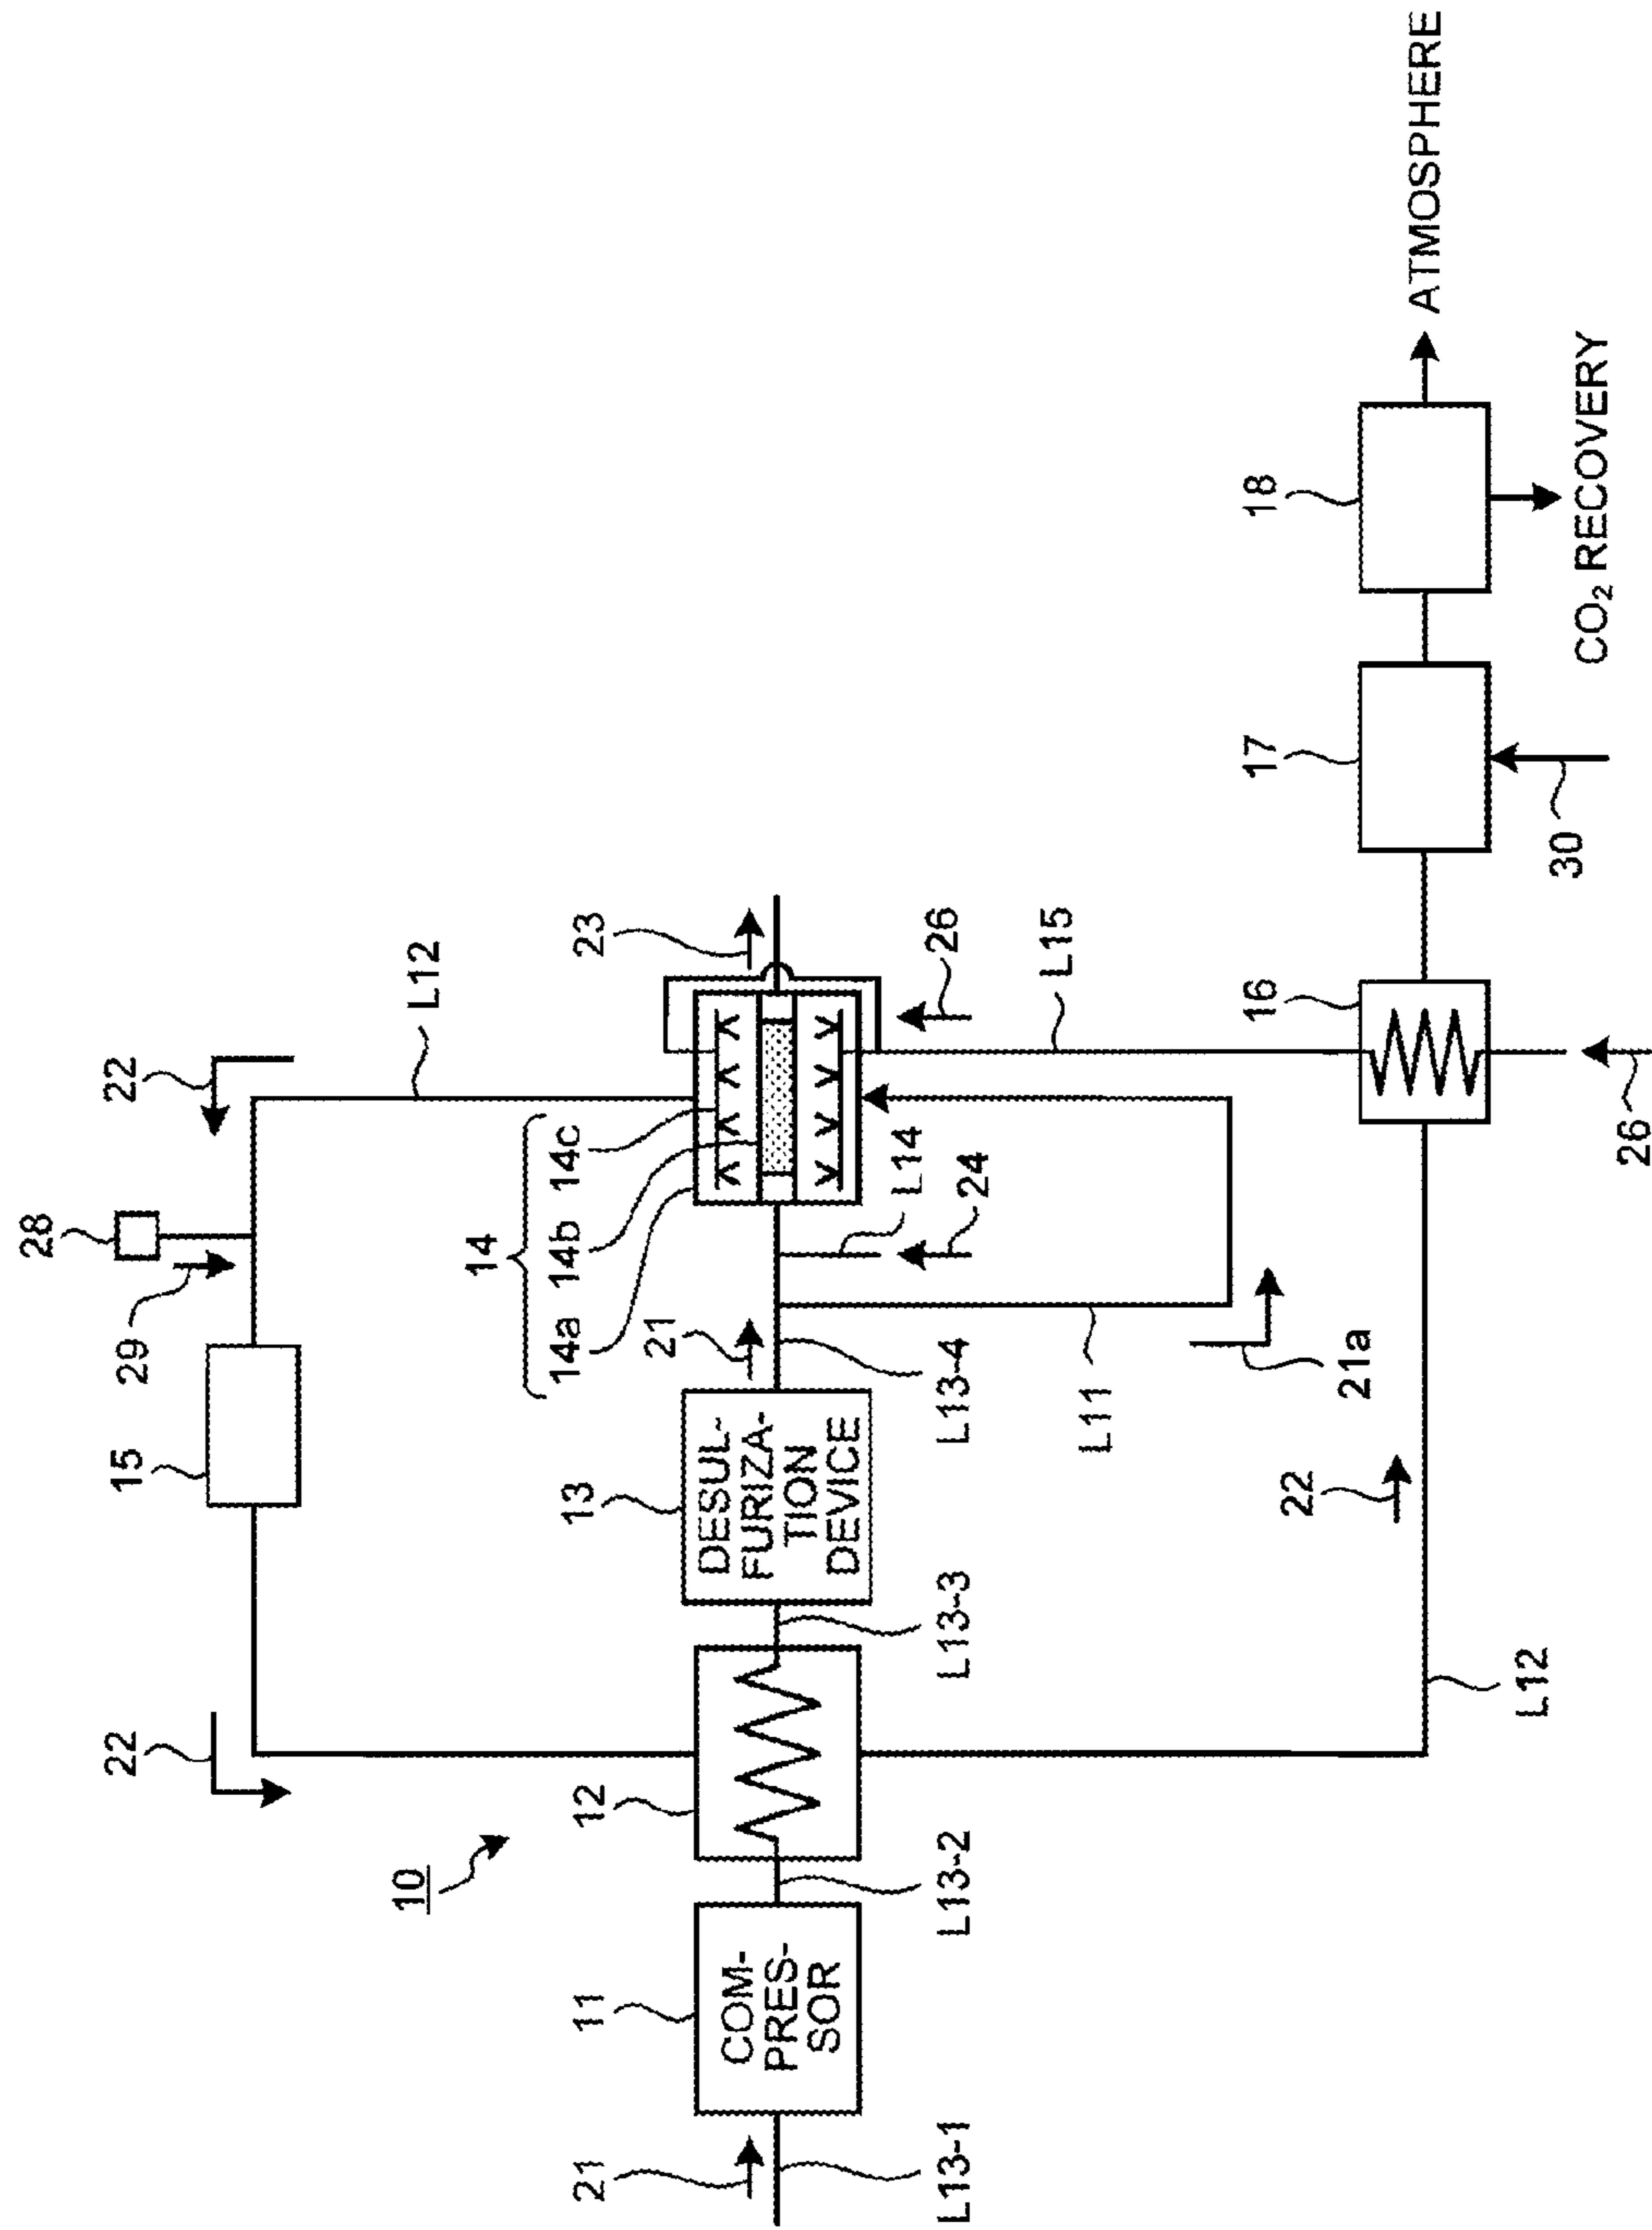 22
28
29
15
22
10
L12
23
14
14a
14b
14c
21
13
12
11
21
DESUL-
FURIZA-
TION
DEVICE
COM-
PRES-
SOR
L13-1
L13-2
L13-3
L13-4
L14
24
26
L11
L15
21a
22
L12
16
17
18
26
30
CO₂ RECOVERY
ATMOSPHERE